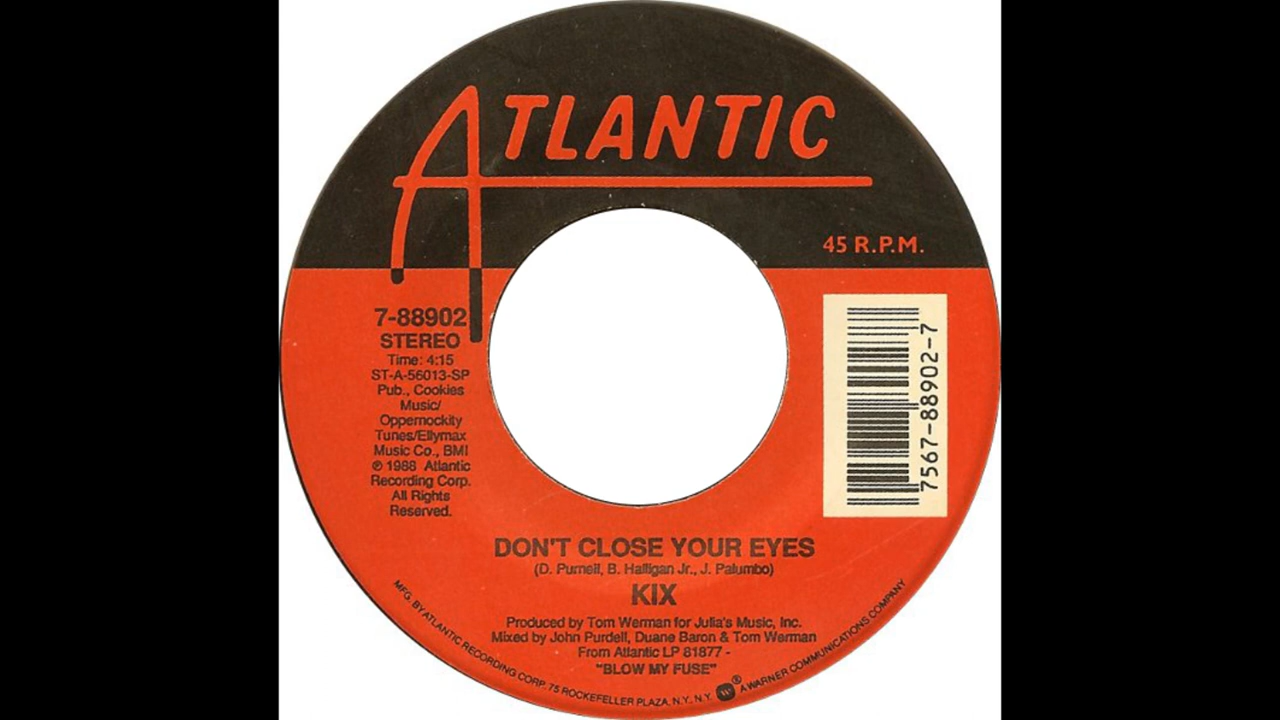 ATLANTIC
45 R.P.M.
7-88902
STEREO
Time: 4:15
ST-A-56013-SP
Pub., Cookies
Music/
Oppernockity
Tunes/Ellymax
Music Co., BMI
℗ 1988 Atlantic
Recording Corp.
All Rights
Reserved.
7567-88902-7
DON'T CLOSE YOUR EYES
(D. Purnell, B. Halligan Jr., J. Palumbo)
KIX
Produced by Tom Werman for Julia's Music, Inc.
Mixed by John Purdell, Duane Baron & Tom Werman
From Atlantic LP 81877 -
"BLOW MY FUSE"
MFG. BY ATLANTIC RECORDING CORP., 75 ROCKEFELLER PLAZA, N.Y., N.Y. ® A WARNER COMMUNICATIONS COMPANY